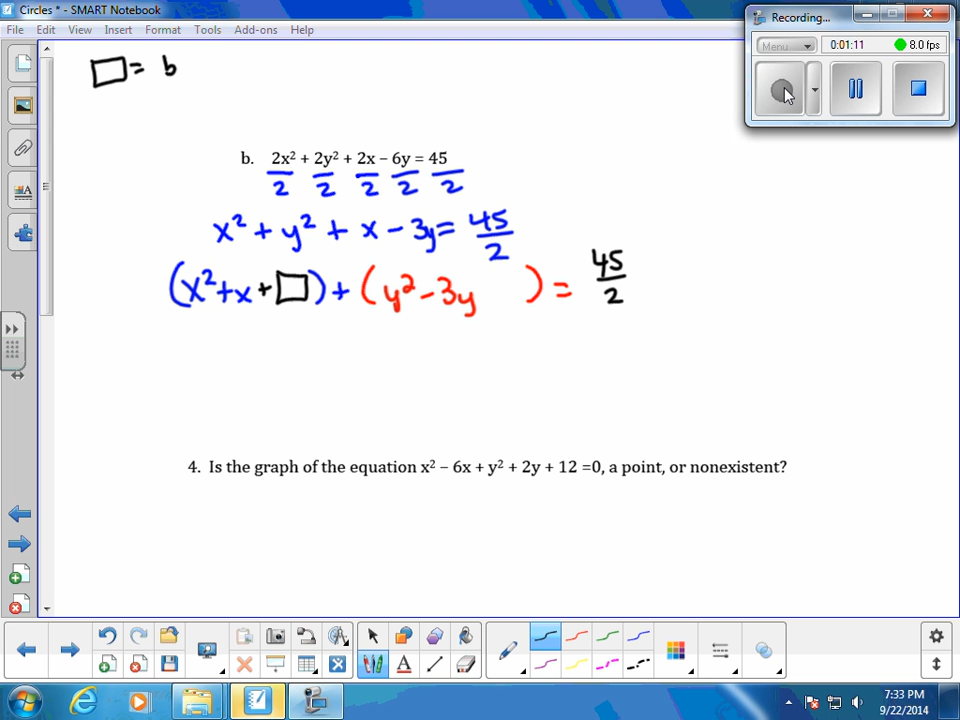 Circles * - SMART Notebook
Recording...
File Edit View Insert Format Tools Add-ons Help
Menu
0:01:11
8.0 fps
□= b
b. 2x² + 2y² + 2x – 6y = 45
2 2 2 2 2
x² + y² + x - 3y = 45/2
(x²+x+□)+(y²-3y ) = 45/2
4. Is the graph of the equation x² – 6x + y² + 2y + 12 =0, a point, or nonexistent?
A
7:33 PM
9/22/2014